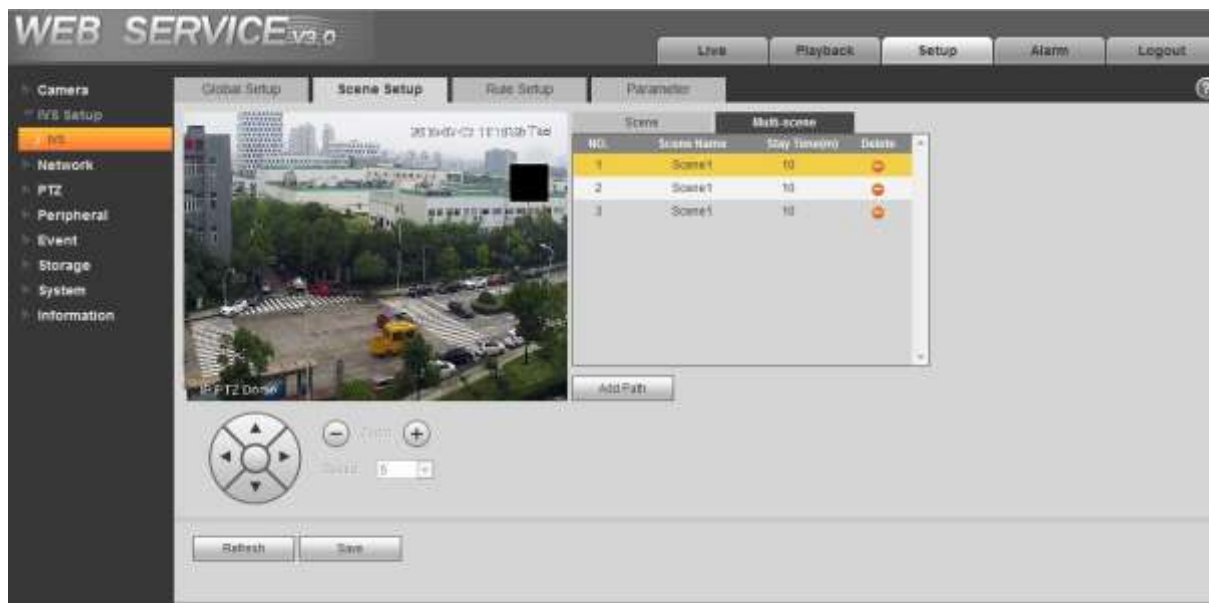 WEB SERVICE V3.0
Live Playback Setup Alarm Logout
Camera
IVS Setup
IVS
Network
PTZ
Peripheral
Event
Storage
System
Information
Global Setup Scene Setup Rule Setup Parameter
Scene Multi-scene
NO. Scene Name Stay Time(m) Delete
1 Scene1 10
2 Scene1 10
3 Scene1 10
IP PTZ Dome
Add Path
Zoom
Speed 5
Refresh Save